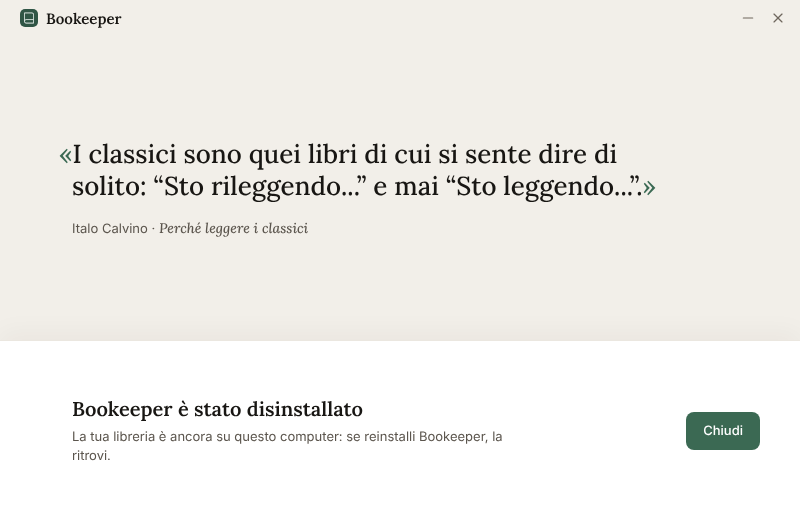 Bookeeper
«I classici sono quei libri di cui si sente dire di
solito: “Sto rileggendo...” e mai “Sto leggendo...”.»
Italo Calvino · Perché leggere i classici
Bookeeper è stato disinstallato
La tua libreria è ancora su questo computer: se reinstalli Bookeeper, la
ritrovi.
Chiudi